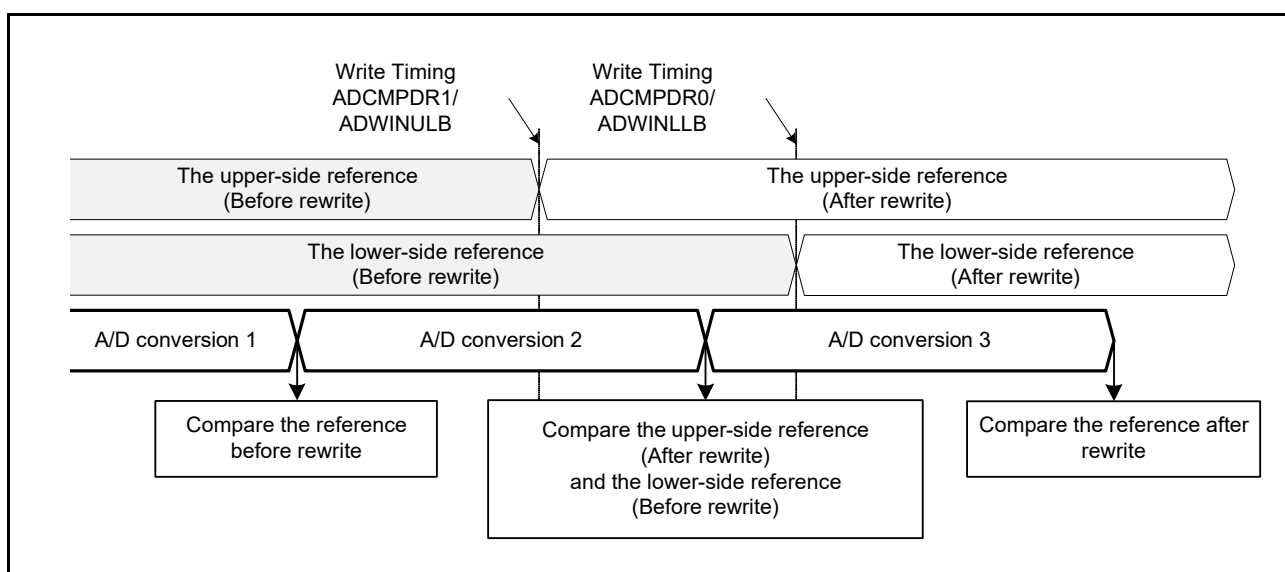 Write Timing
ADCMPDR1/
ADWINULB
Write Timing
ADCMPDR0/
ADWINLLB
The upper-side reference
(Before rewrite)
The upper-side reference
(After rewrite)
The lower-side reference
(Before rewrite)
The lower-side reference
(After rewrite)
A/D conversion 1
A/D conversion 2
A/D conversion 3
Compare the reference
before rewrite
Compare the upper-side reference
(After rewrite)
and the lower-side reference
(Before rewrite)
Compare the reference after
rewrite